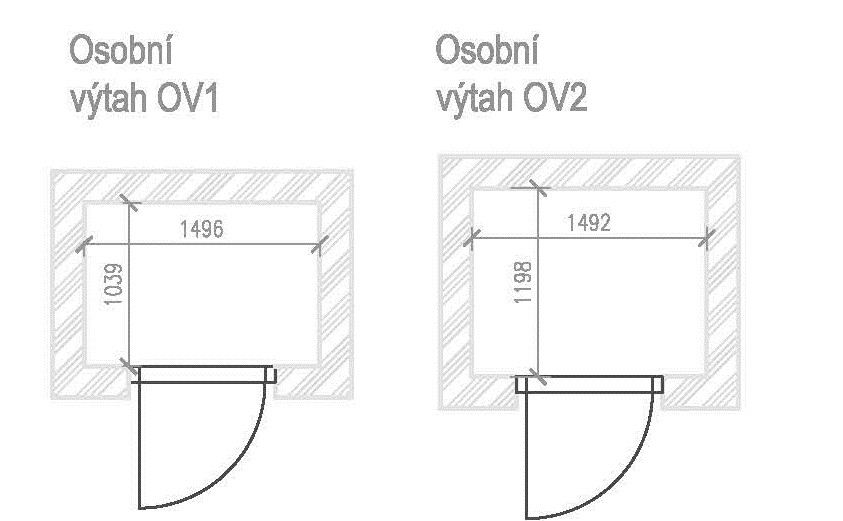 Osobní
výtah OV1
Osobní
výtah OV2
1496
1039
1492
1198